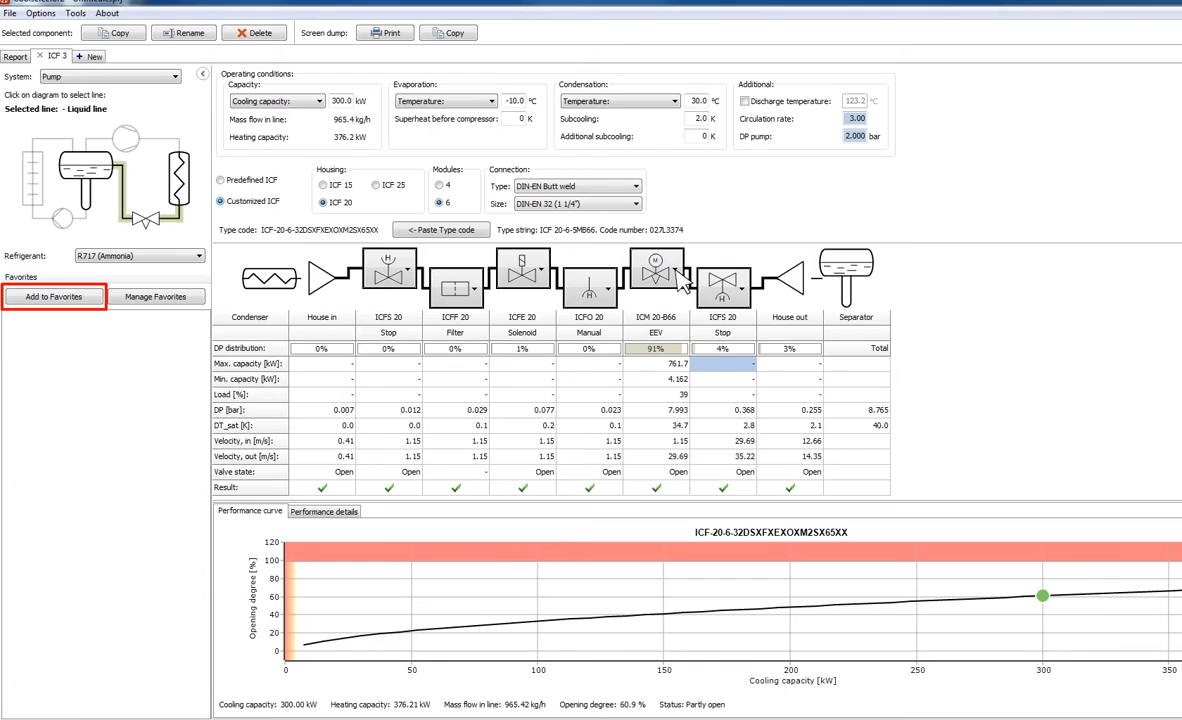 File Options Tools About
Selected component: Copy Rename Delete Screen dump: Print Copy
Report ICF 3 New
System: Pump
Click on diagram to select line:
Selected line: - Liquid line
Refrigerant: R717 (Ammonia)
Favorites
Add to Favorites Manage Favorites
Operating conditions:
Capacity: Evaporation: Condensation: Additional:
Cooling capacity: 300.0 kW Temperature: -10.0 °C Temperature: 30.0 °C Discharge temperature: 123.2 °C
Mass flow in line: 965.4 kg/h Superheat before compressor: 0 K Subcooling: 2.0 K Circulation rate: 3.00
Heating capacity: 376.2 kW Additional subcooling: 0 K DP pump: 2.000 bar
Housing: Modules: Connection:
Predefined ICF ICF 15 ICF 25 4 Type: DIN-EN Butt weld
Customized ICF ICF 20 6 Size: DIN-EN 32 (1 1/4")
Type code: ICF-20-6-32DSXFXEXOXM2SX65XX <- Paste Type code Type string: ICF 20-6-5MB66. Code number: 027L3374
H M
H H
Condenser House in ICFS 20 ICFF 20 ICFE 20 ICFO 20 ICM 20-B66 ICFS 20 House out Separator
Stop Filter Solenoid Manual EEV Stop
DP distribution: 0% 0% 0% 1% 0% 91% 4% 3% Total
Max. capacity [kW]: - - - - - 761.7 - -
Min. capacity [kW]: - - - - - 4.162 - -
Load [%]: - - - - - 39 - -
DP [bar]: 0.007 0.012 0.029 0.077 0.023 7.993 0.368 0.255 8.765
DT_sat [K]: 0.0 0.0 0.1 0.2 0.1 34.7 2.8 2.1 40.0
Velocity, in [m/s]: 0.41 1.15 1.15 1.15 1.15 1.15 29.69 12.66
Velocity, out [m/s]: 0.41 1.15 1.15 1.15 1.15 29.69 35.22 14.35
Valve state: Open Open - Open Open Open Open Open
Result:
Performance curve Performance details
ICF-20-6-32DSXFXEXOXM2SX65XX
Opening degree [%]
120
100
80
60
40
20
0
0 50 100 150 200 250 300 350
Cooling capacity [kW]
Cooling capacity: 300.00 kW Heating capacity: 376.21 kW Mass flow in line: 965.42 kg/h Opening degree: 60.9 % Status: Partly open